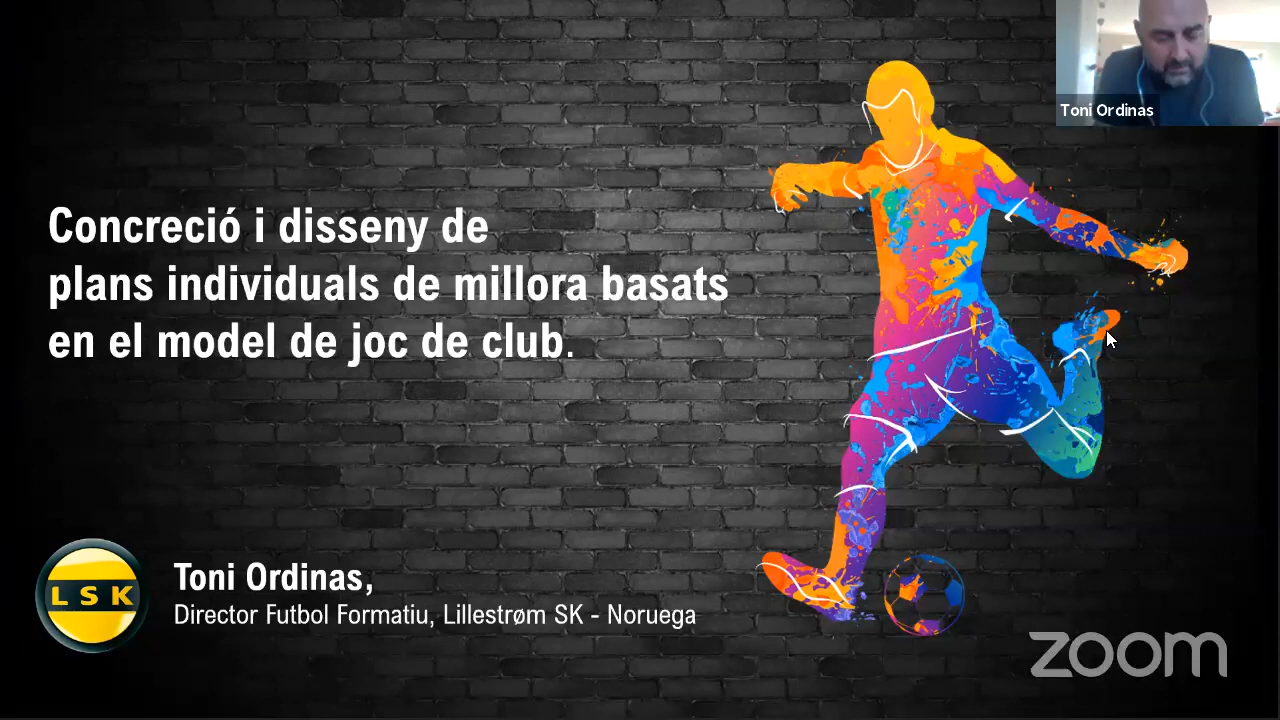 Toni Ordinas
Concreció i disseny de
plans individuals de millora basats
en el model de joc de club.
LSK
Toni Ordinas,
Director Futbol Formatiu, Lillestrøm SK - Noruega
zoom